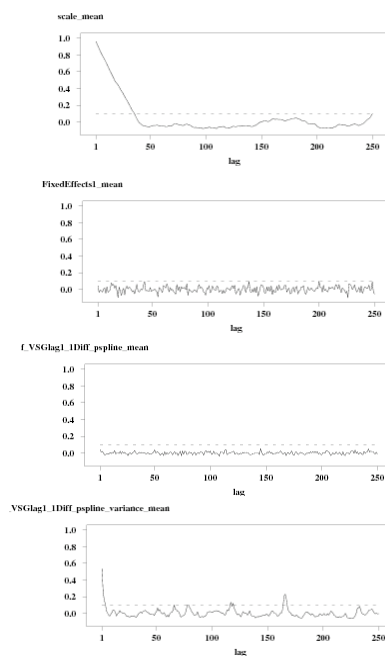 scale_mean
1.0
0.8
0.6
0.4
0.2
0.0
1 50 100 150 200 250
lag
FixedEffects1_mean
1.0
0.8
0.6
0.4
0.2
0.0
1 50 100 150 200 250
lag
f_VSGlag1_1Diff_pspline_mean
1.0
0.8
0.6
0.4
0.2
0.0
1 50 100 150 200 250
lag
_VSGlag1_1Diff_pspline_variance_mean
1.0
0.8
0.6
0.4
0.2
0.0
1 50 100 150 200 250
lag